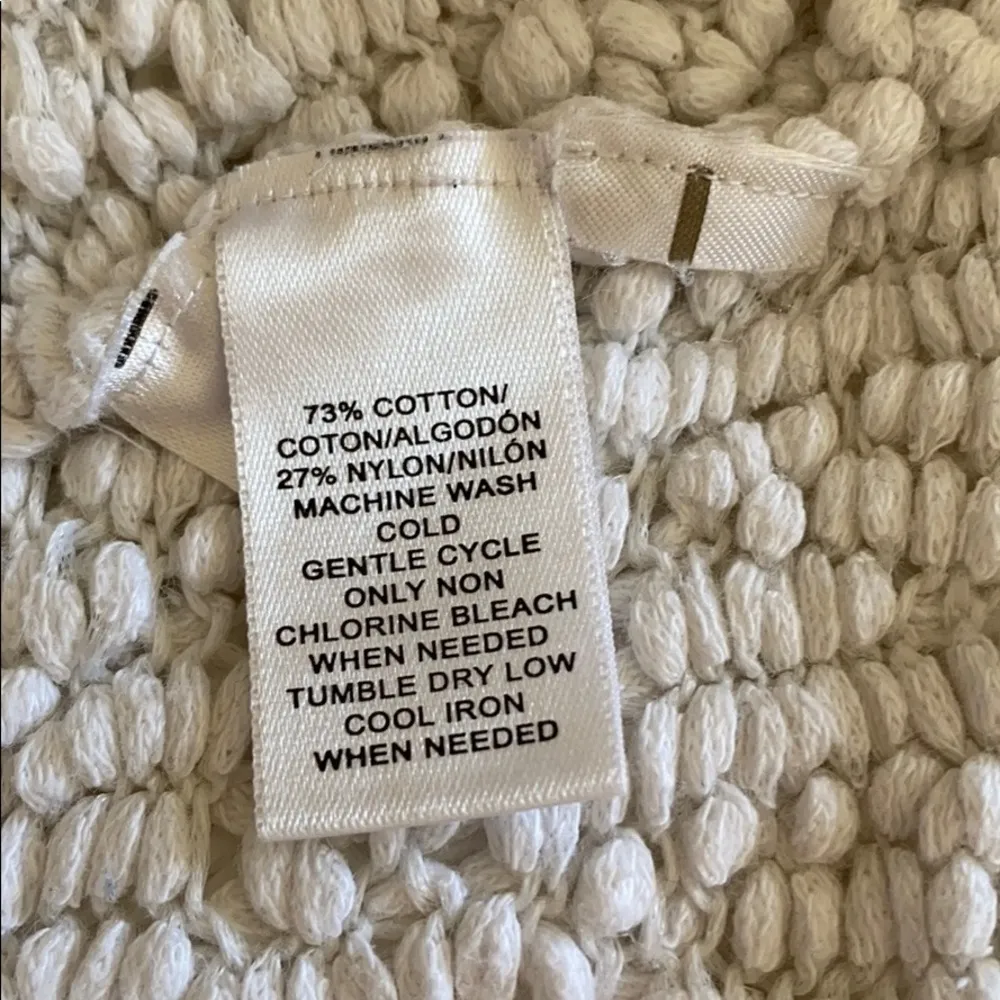 73% COTTON/
COTON/ALGODÓN
27% NYLON/NILÓN
MACHINE WASH
COLD
GENTLE CYCLE
ONLY NON
CHLORINE BLEACH
WHEN NEEDED
TUMBLE DRY LOW
COOL IRON
WHEN NEEDED